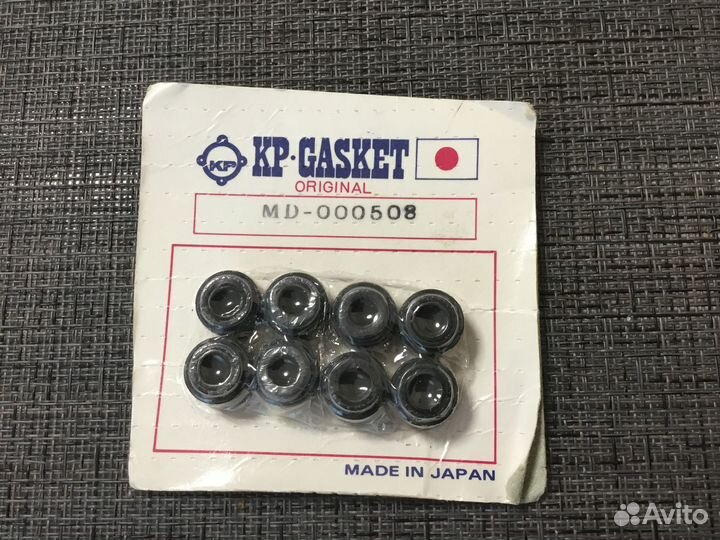 KP KP·GASKET
ORIGINAL
MD-000508
MADE IN JAPAN
Avito